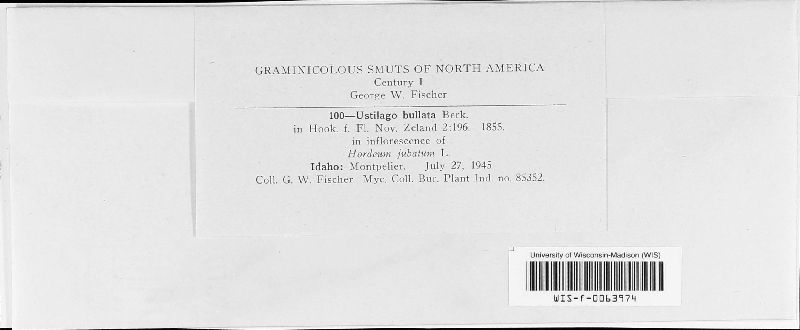 GRAMINICOLOUS SMUTS OF NORTH AMERICA
Century I
George W. Fischer
100—Ustilago bullata Berk.
in Hook. f. Fl. Nov. Zeland 2:196. 1855.
in inflorescence of
Hordeum jubatum L.
Idaho: Montpelier. July 27, 1945
Coll. G. W. Fischer Myc. Coll. Bur. Plant Ind. no. 85352.
University of Wisconsin-Madison (WIS)
WIS-f-0063974